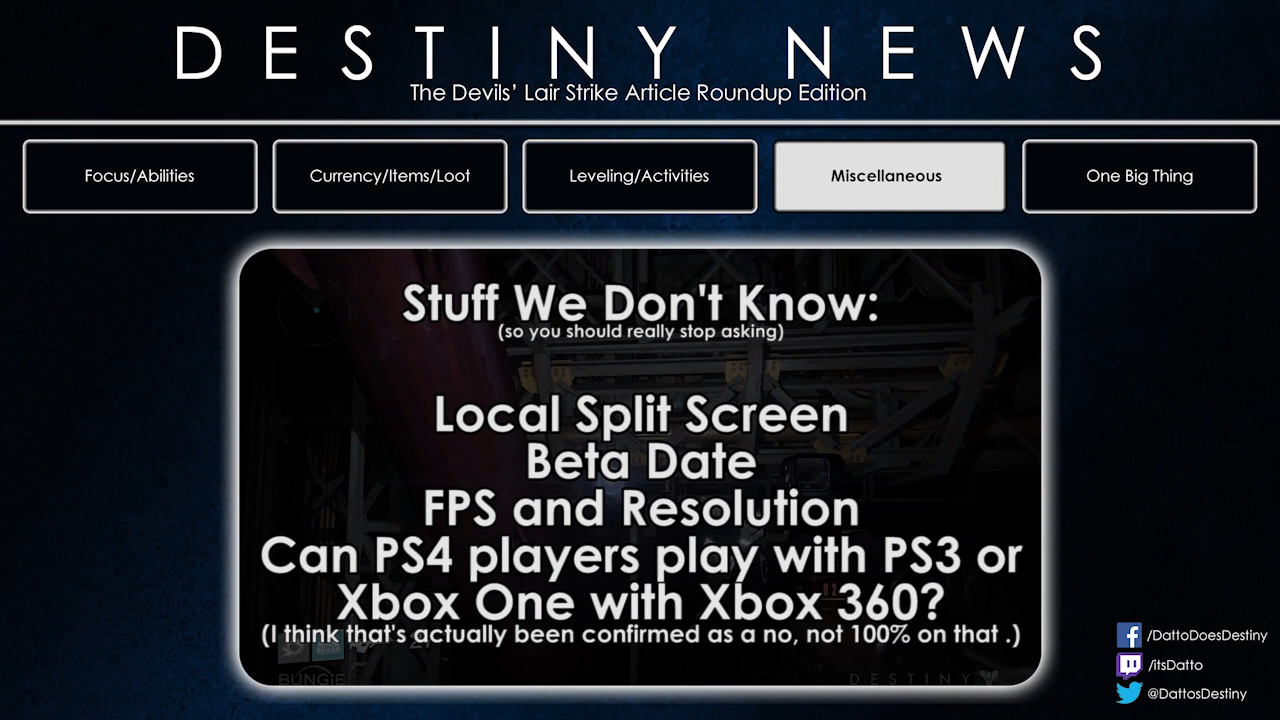 DESTINY NEWS
The Devils' Lair Strike Article Roundup Edition
Focus/Abilities
Currency/Items/Loot
Leveling/Activities
Miscellaneous
One Big Thing
Stuff We Don't Know:
(so you should really stop asking)
Local Split Screen
Beta Date
FPS and Resolution
Can PS4 players play with PS3 or
Xbox One with Xbox 360?
(I think that's actually been confirmed as a no, not 100% on that .)
21
BUNGiE
DESTINY
/DattoDoesDestiny
/itsDatto
@DattosDestiny